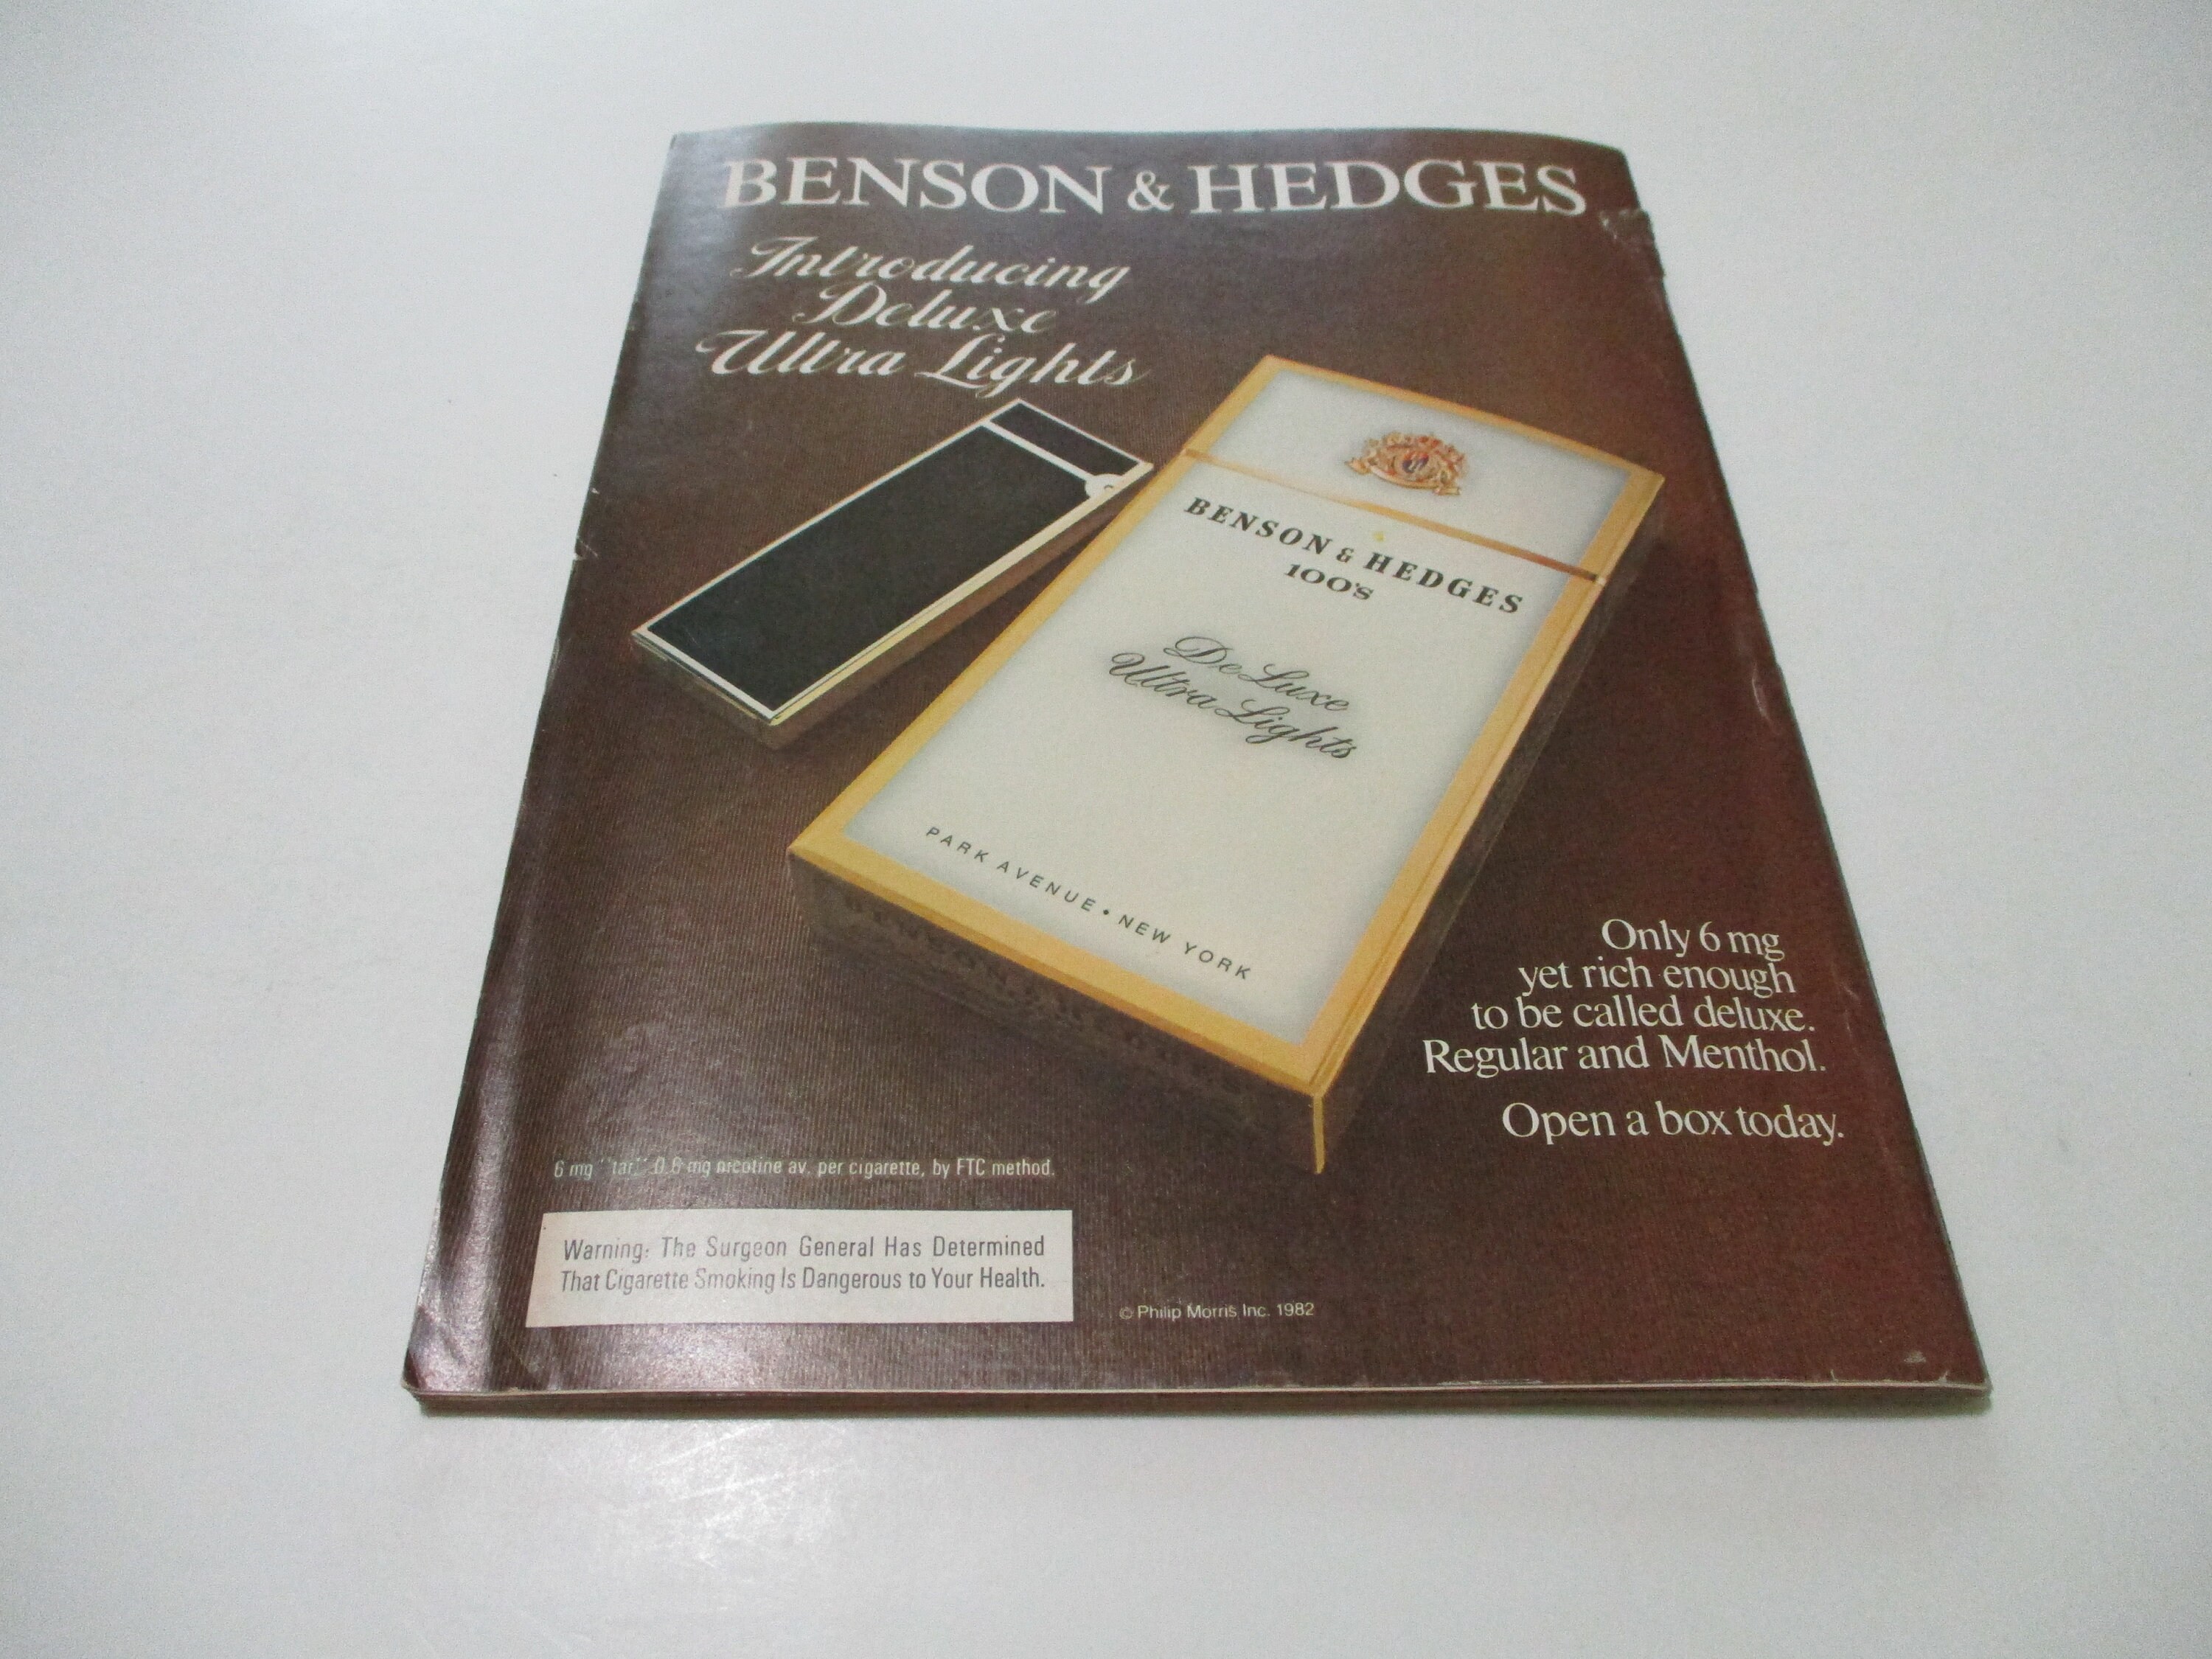 BENSON & HEDGES
Introducing
Deluxe
Ultra Lights
BENSON & HEDGES
100's
DeLuxe
Ultra Lights
PARK AVENUE • NEW YORK
Only 6 mg
yet rich enough
to be called deluxe.
Regular and Menthol.
Open a box today.
6 mg "tar," 0.6 mg nicotine av. per cigarette, by FTC method.
Warning: The Surgeon General Has Determined
That Cigarette Smoking Is Dangerous to Your Health.
© Philip Morris Inc. 1982